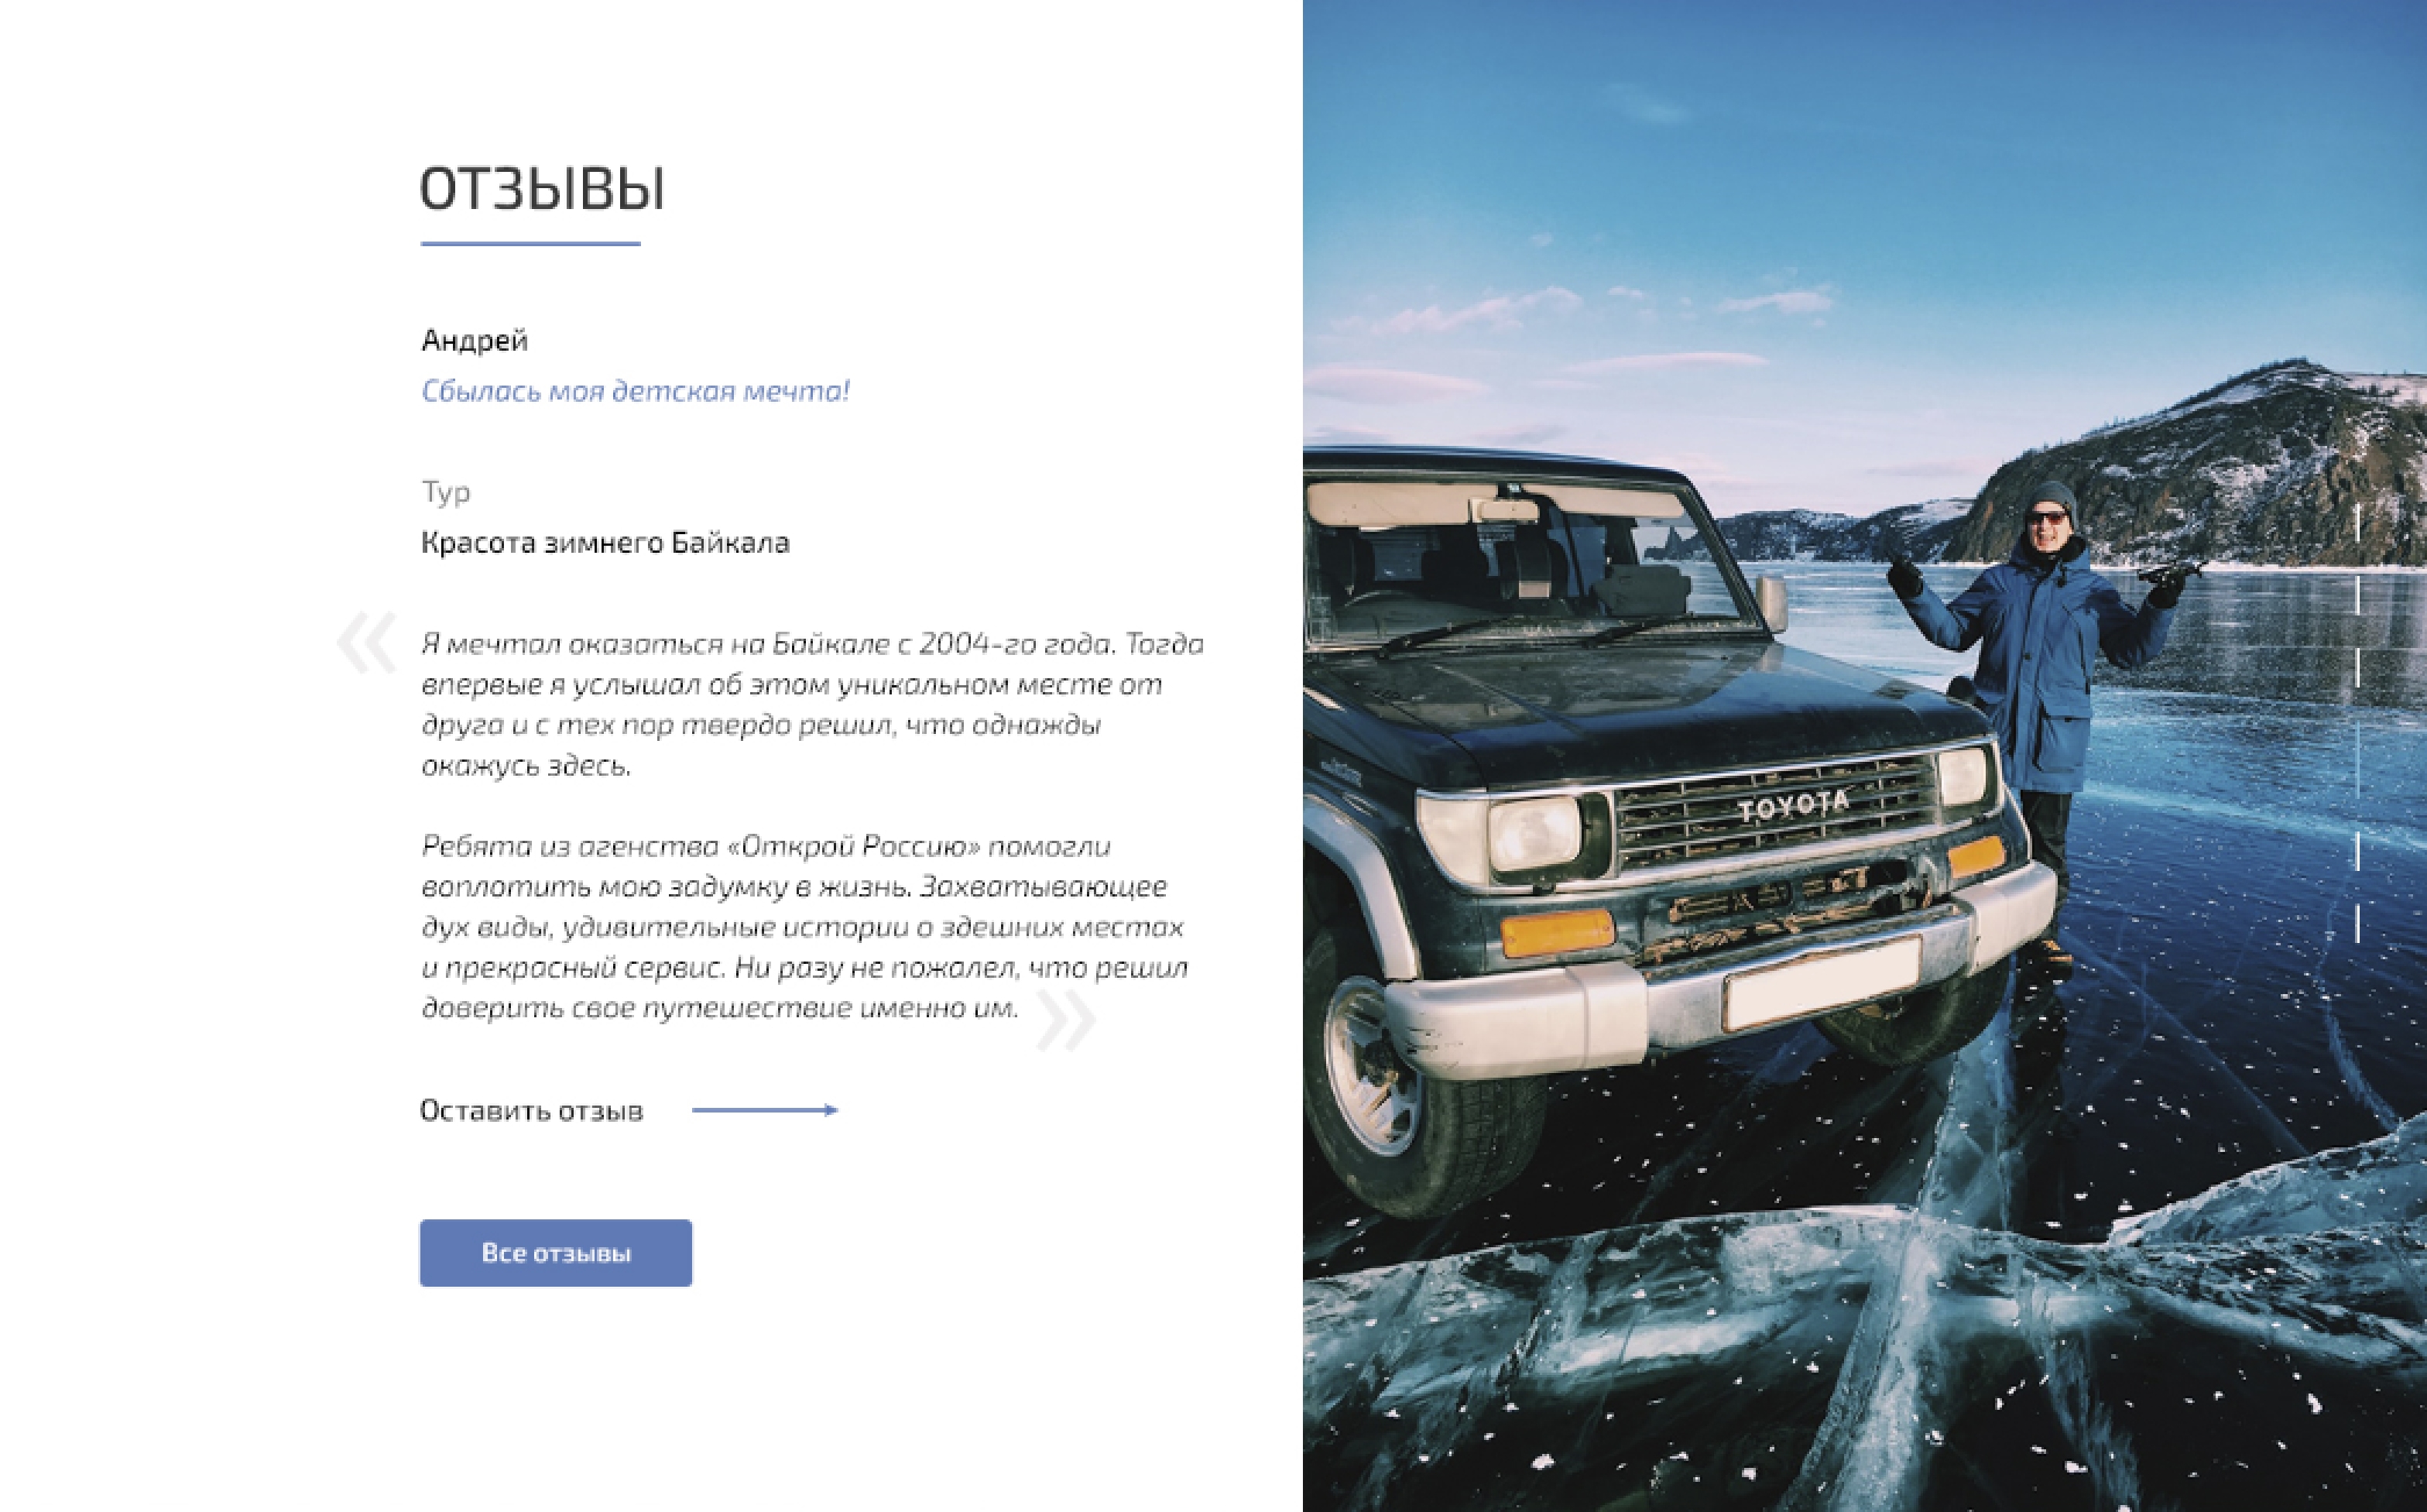 ОТЗЫВЫ
Андрей
Сбылась моя детская мечта!
Тур
Красота зимнего Байкала
«
Я мечтал оказаться на Байкале с 2004-го года. Тогда
впервые я услышал об этом уникальном месте от
друга и с тех пор твердо решил, что однажды
окажусь здесь.
Ребята из агенства «Открой Россию» помогли
воплотить мою задумку в жизнь. Захватывающее
дух виды, удивительные истории о здешних местах
и прекрасный сервис. Ни разу не пожалел, что решил
доверить свое путешествие именно им.
»
Оставить отзыв
Все отзывы
TOYOTA